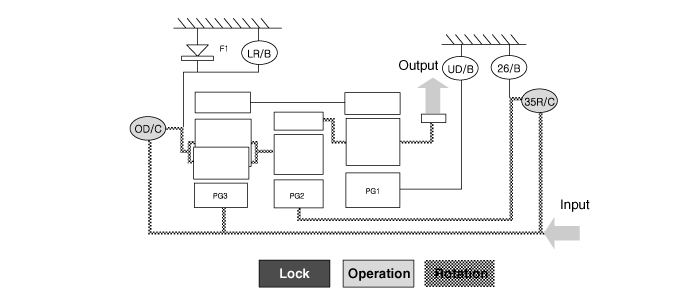 F1
LR/B
Output
UD/B
26/B
35R/C
OD/C
PG3
PG2
PG1
Input
Lock
Operation
Rotation